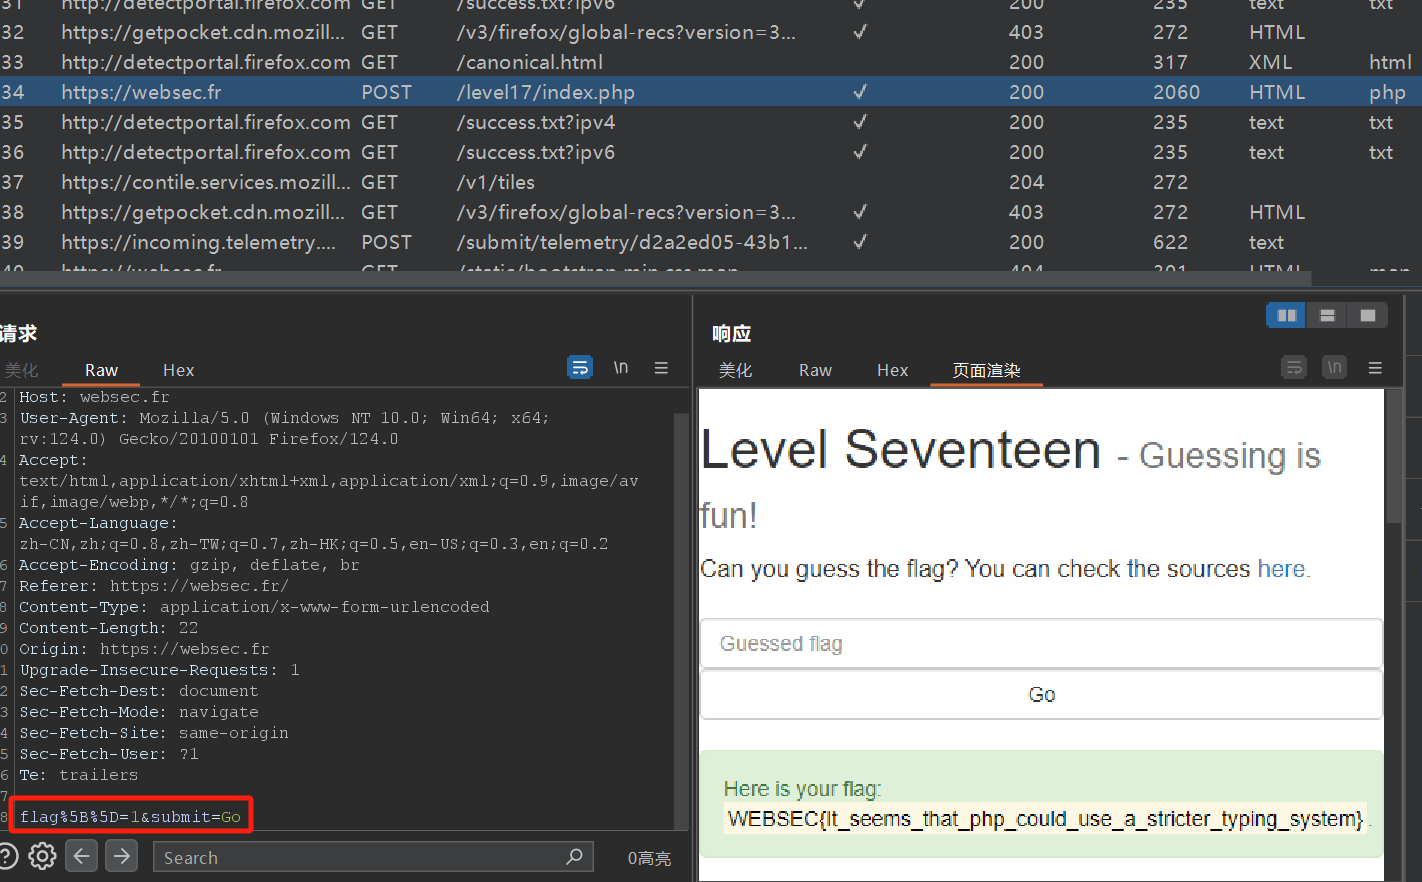 31 http://detectportal.firefox.com GET /success.txt?ipv6 ✓ 200 235 text txt
32 https://getpocket.cdn.mozill... GET /v3/firefox/global-recs?version=3... ✓ 403 272 HTML
33 http://detectportal.firefox.com GET /canonical.html 200 317 XML html
34 https://websec.fr POST /level17/index.php ✓ 200 2060 HTML php
35 http://detectportal.firefox.com GET /success.txt?ipv4 ✓ 200 235 text txt
36 http://detectportal.firefox.com GET /success.txt?ipv6 ✓ 200 235 text txt
37 https://contile.services.mozill... GET /v1/tiles 204 272
38 https://getpocket.cdn.mozill... GET /v3/firefox/global-recs?version=3... ✓ 403 272 HTML
39 https://incoming.telemetry.... POST /submit/telemetry/d2a2ed05-43b1... ✓ 200 622 text
40 https://websec.fr GET /static/bootstrap.min.css.map 404 301 HTML map
请求
美化 Raw Hex \n
2 Host: websec.fr
3 User-Agent: Mozilla/5.0 (Windows NT 10.0; Win64; x64;
rv:124.0) Gecko/20100101 Firefox/124.0
4 Accept:
text/html,application/xhtml+xml,application/xml;q=0.9,image/av
if,image/webp,*/*;q=0.8
5 Accept-Language:
zh-CN,zh;q=0.8,zh-TW;q=0.7,zh-HK;q=0.5,en-US;q=0.3,en;q=0.2
6 Accept-Encoding: gzip, deflate, br
7 Referer: https://websec.fr/
8 Content-Type: application/x-www-form-urlencoded
9 Content-Length: 22
0 Origin: https://websec.fr
1 Upgrade-Insecure-Requests: 1
2 Sec-Fetch-Dest: document
3 Sec-Fetch-Mode: navigate
4 Sec-Fetch-Site: same-origin
5 Sec-Fetch-User: ?1
6 Te: trailers
7
8 flag%5B%5D=1&submit=Go
? Search 0高亮
响应
美化 Raw Hex 页面渲染 \n
Level Seventeen - Guessing is
fun!
Can you guess the flag? You can check the sources here.
Guessed flag
Go
Here is your flag:
WEBSEC{It_seems_that_php_could_use_a_stricter_typing_system} .